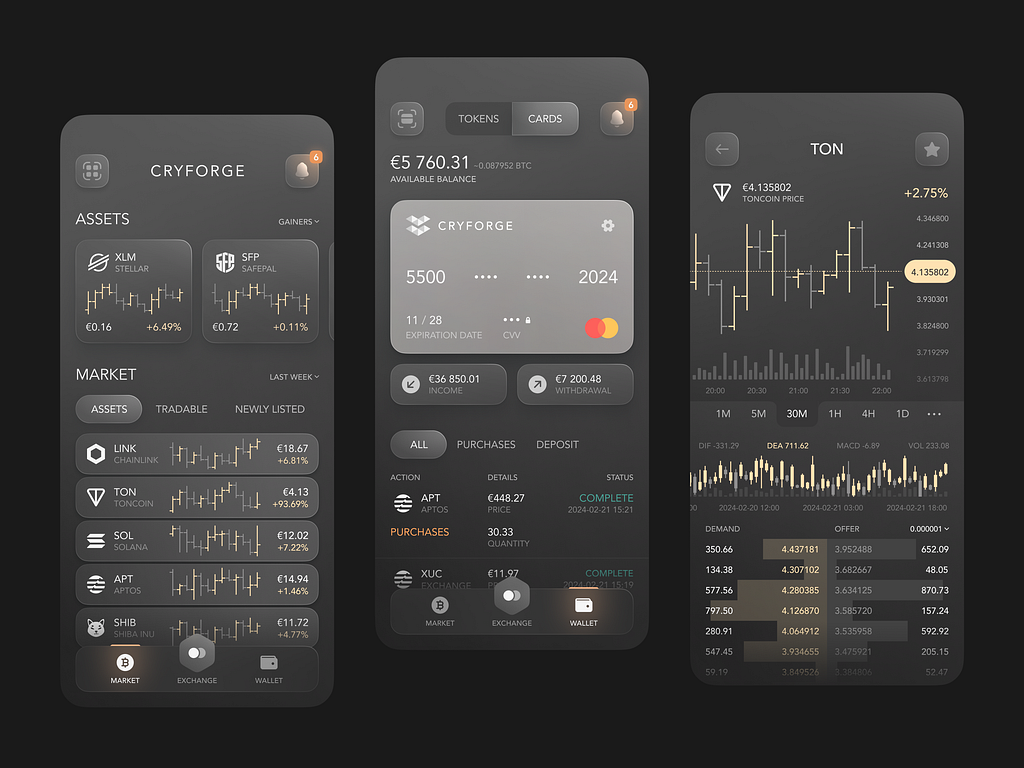 6
CRYFORGE
ASSETS
GAINERS
XLM
STELLAR
€0.16 +6.49%
SFP
SAFEPAL
€0.72 +0.11%
MARKET
LAST WEEK
ASSETS TRADABLE NEWLY LISTED
LINK €18.67
CHAINLINK +6.81%
TON €4.13
TONCOIN +93.69%
SOL €12.02
SOLANA +7.22%
APT €14.94
APTOS +1.46%
SHIB €11.72
SHIBA INU +4.77%
MARKET EXCHANGE WALLET
6
TOKENS CARDS
€5 760.31 ~0.087952 BTC
AVAILABLE BALANCE
CRYFORGE
5500 •••• •••• 2024
11 / 28 •••
EXPIRATION DATE CVV
€36 850.01
INCOME
€7 200.48
WITHDRAWAL
ALL PURCHASES DEPOSIT
ACTION DETAILS STATUS
APT €448.27 COMPLETE
APTOS PRICE 2024-02-21 15:21
PURCHASES 30.33
QUANTITY
XUC €11.97 COMPLETE
EXCHANGE 2024-02-21 15:19
MARKET EXCHANGE WALLET
TON
€4.135802 +2.75%
TONCOIN PRICE
4.346800
4.241308
4.135802
3.930301
3.824800
3.719299
3.613798
20:00 20:30 21:00 21:30 22:00
1M 5M 30M 1H 4H 1D •••
DIF -331.29 DEA 711.62 MACD -6.89 VOL 233.08
00 2024-02-20 12:00 2024-02-21 03:00 2024-02-21 18:00
DEMAND OFFER 0.000001
350.66 4.437181 3.952488 652.09
134.38 4.307102 3.682667 48.05
577.56 4.280385 3.634125 870.73
797.50 4.126870 3.585720 157.24
280.91 4.064912 3.535958 592.92
547.45 3.934655 3.475921 205.15
59.19 3.849526 3.384806 52.47